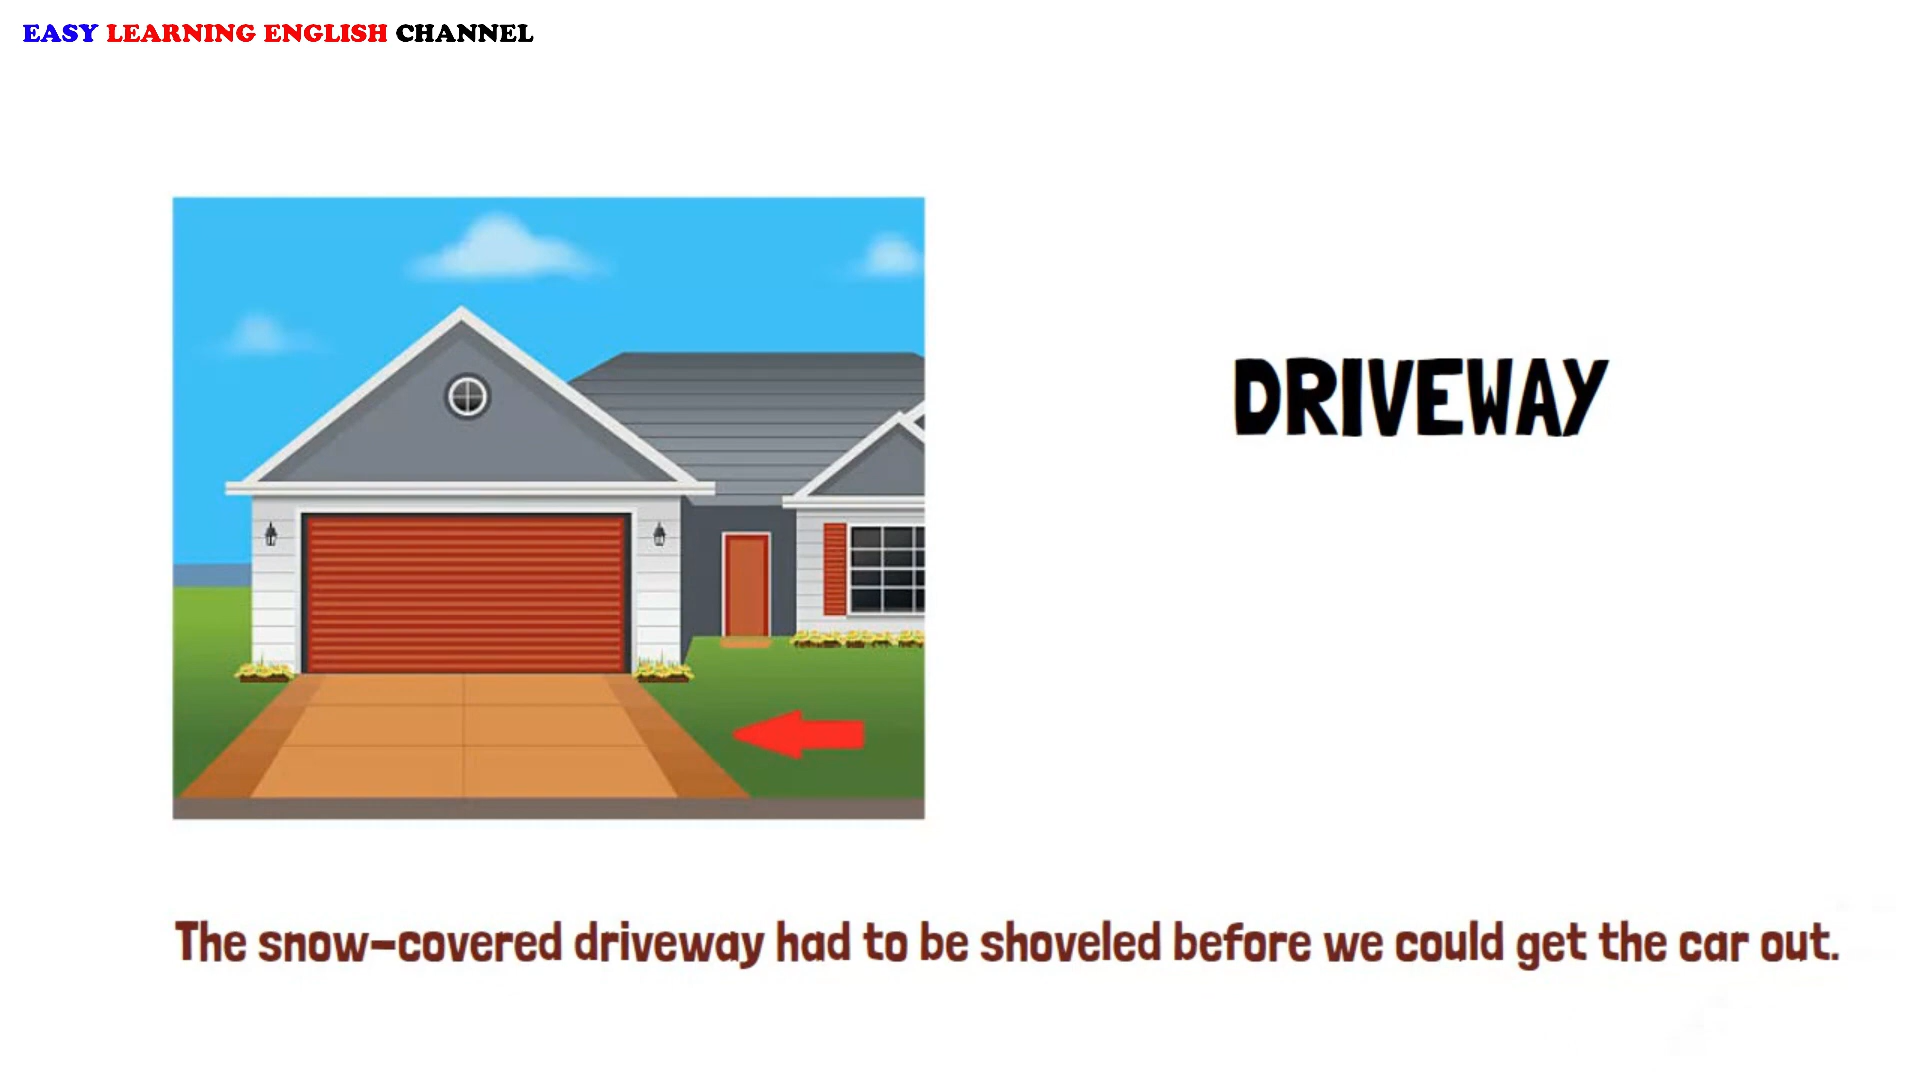 EASY LEARNING ENGLISH CHANNEL
DRIVEWAY
The snow-covered driveway had to be shoveled before we could get the car out.